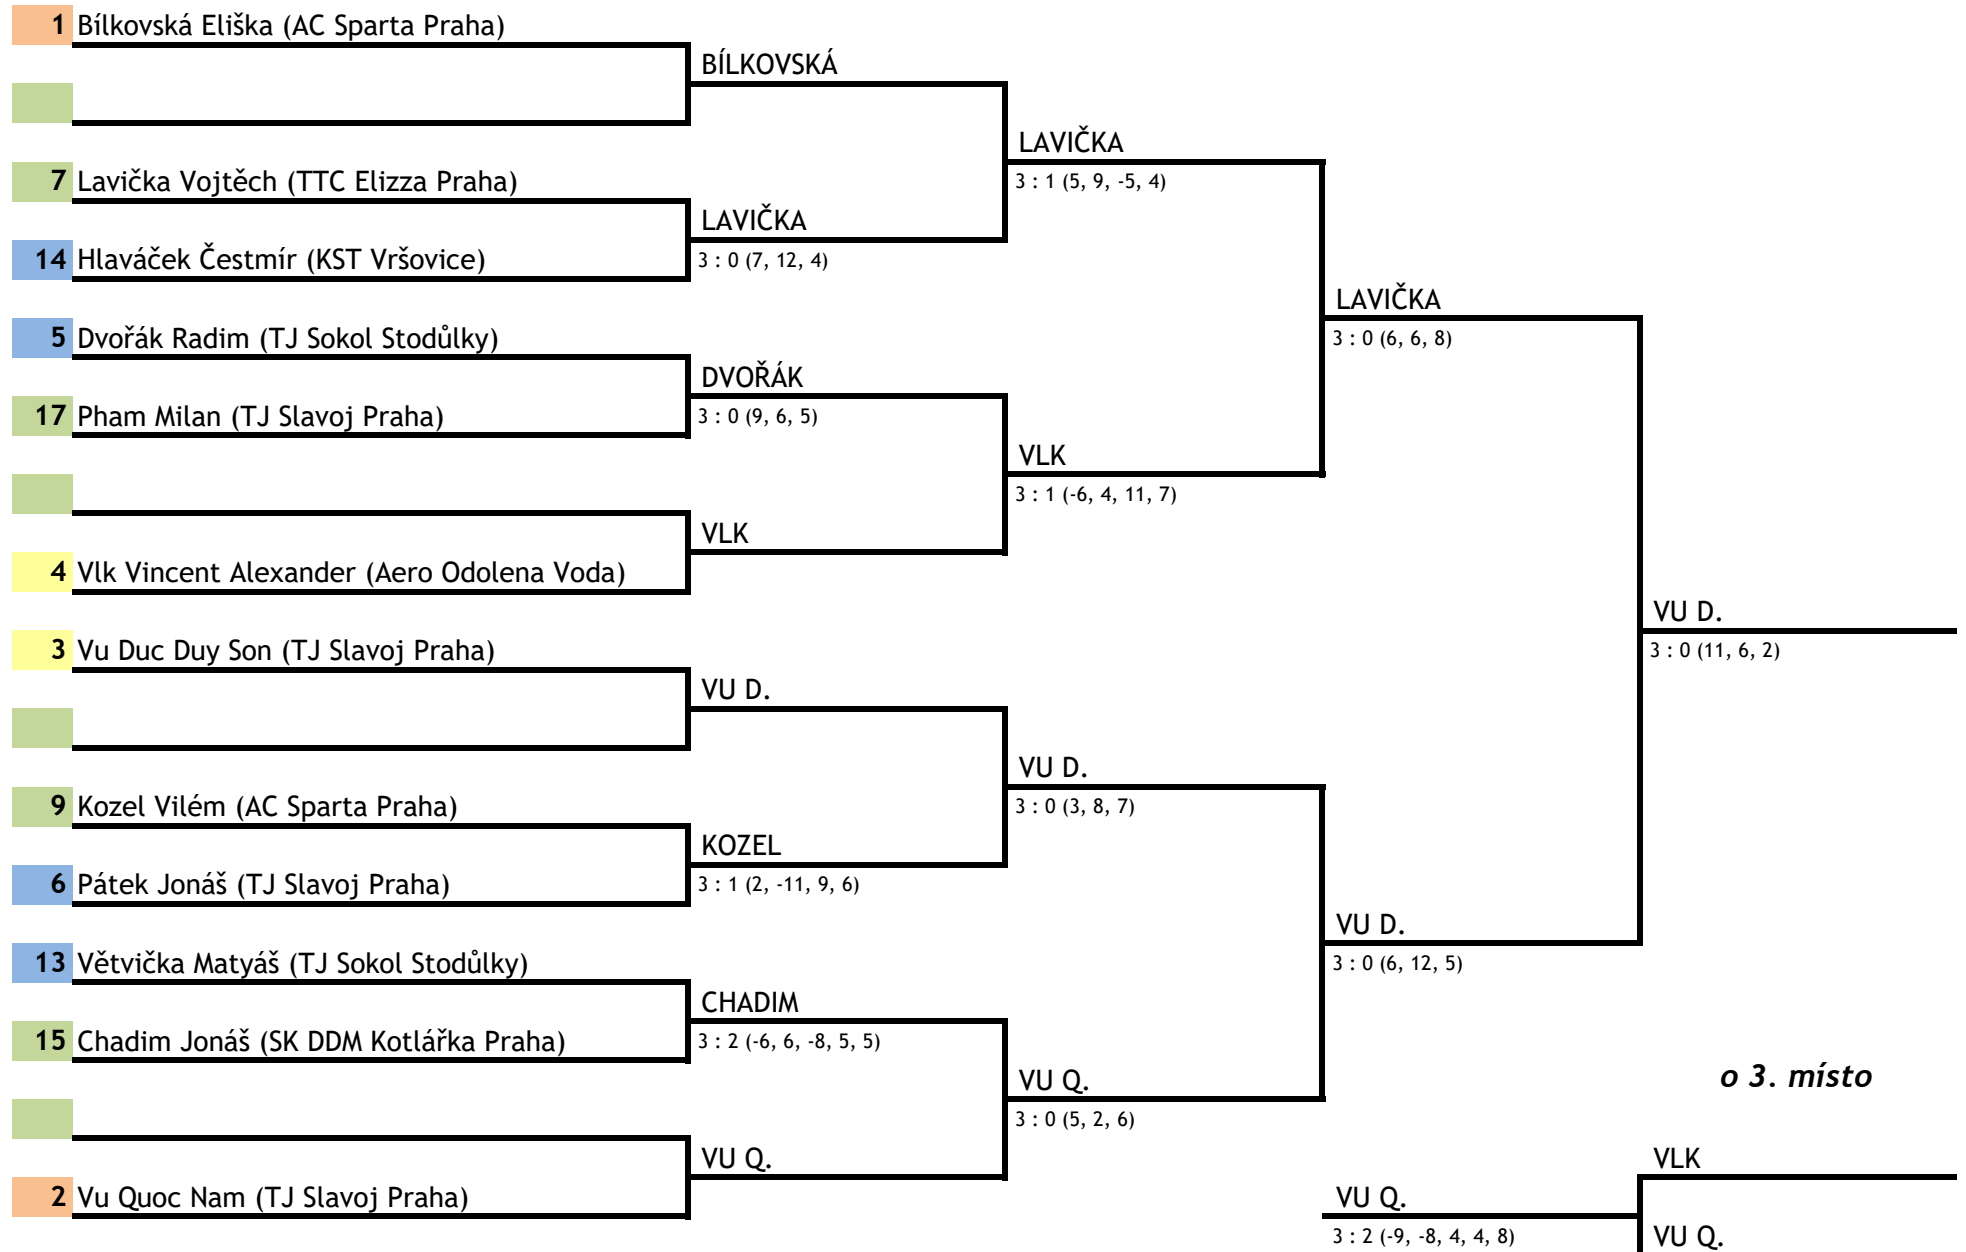 1 Bílkovská Eliška (AC Sparta Praha)
BÍLKOVSKÁ
LAVIČKA
3 : 1 (5, 9, -5, 4)
7 Lavička Vojtěch (TTC Elizza Praha)
LAVIČKA
3 : 0 (7, 12, 4)
14 Hlaváček Čestmír (KST Vršovice)
LAVIČKA
3 : 0 (6, 6, 8)
5 Dvořák Radim (TJ Sokol Stodůlky)
DVOŘÁK
3 : 0 (9, 6, 5)
17 Pham Milan (TJ Slavoj Praha)
VLK
3 : 1 (-6, 4, 11, 7)
VLK
4 Vlk Vincent Alexander (Aero Odolena Voda)
VU D.
3 : 0 (11, 6, 2)
3 Vu Duc Duy Son (TJ Slavoj Praha)
VU D.
VU D.
3 : 0 (3, 8, 7)
9 Kozel Vilém (AC Sparta Praha)
KOZEL
3 : 1 (2, -11, 9, 6)
6 Pátek Jonáš (TJ Slavoj Praha)
VU D.
3 : 0 (6, 12, 5)
13 Větvička Matyáš (TJ Sokol Stodůlky)
CHADIM
3 : 2 (-6, 6, -8, 5, 5)
15 Chadim Jonáš (SK DDM Kotlářka Praha)
VU Q.
3 : 0 (5, 2, 6)
o 3. místo
VU Q.
2 Vu Quoc Nam (TJ Slavoj Praha)
VLK
VU Q.
3 : 2 (-9, -8, 4, 4, 8)
VU Q.